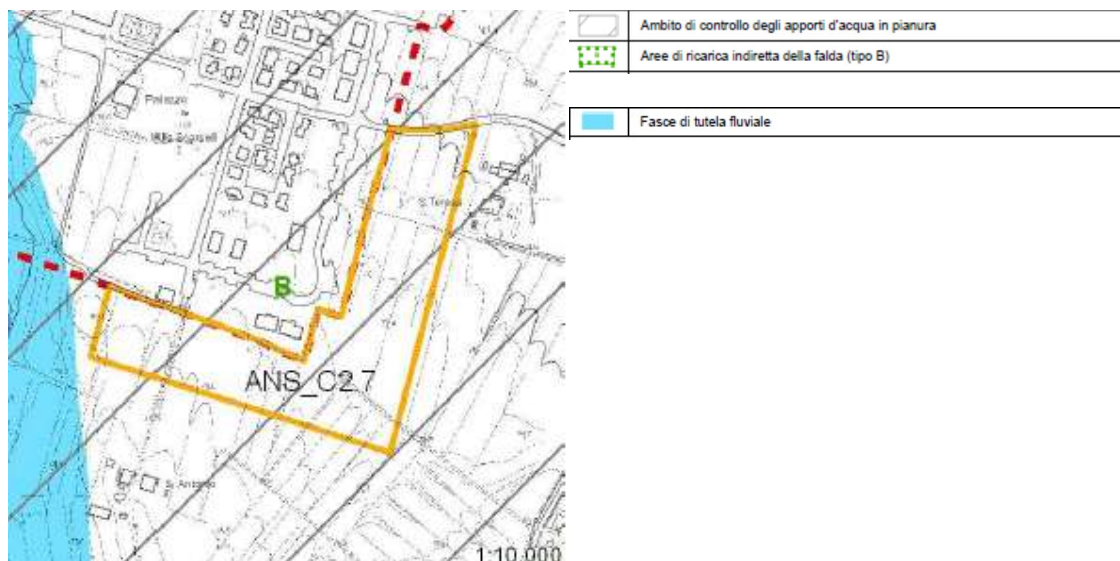 Palazzo
Villa
S. Teresa
B
ANS_C2.7
S. Antonio
1:10.000
Ambito di controllo degli apporti d'acqua in pianura
Aree di ricarica indiretta della falda (tipo B)
Fasce di tutela fluviale